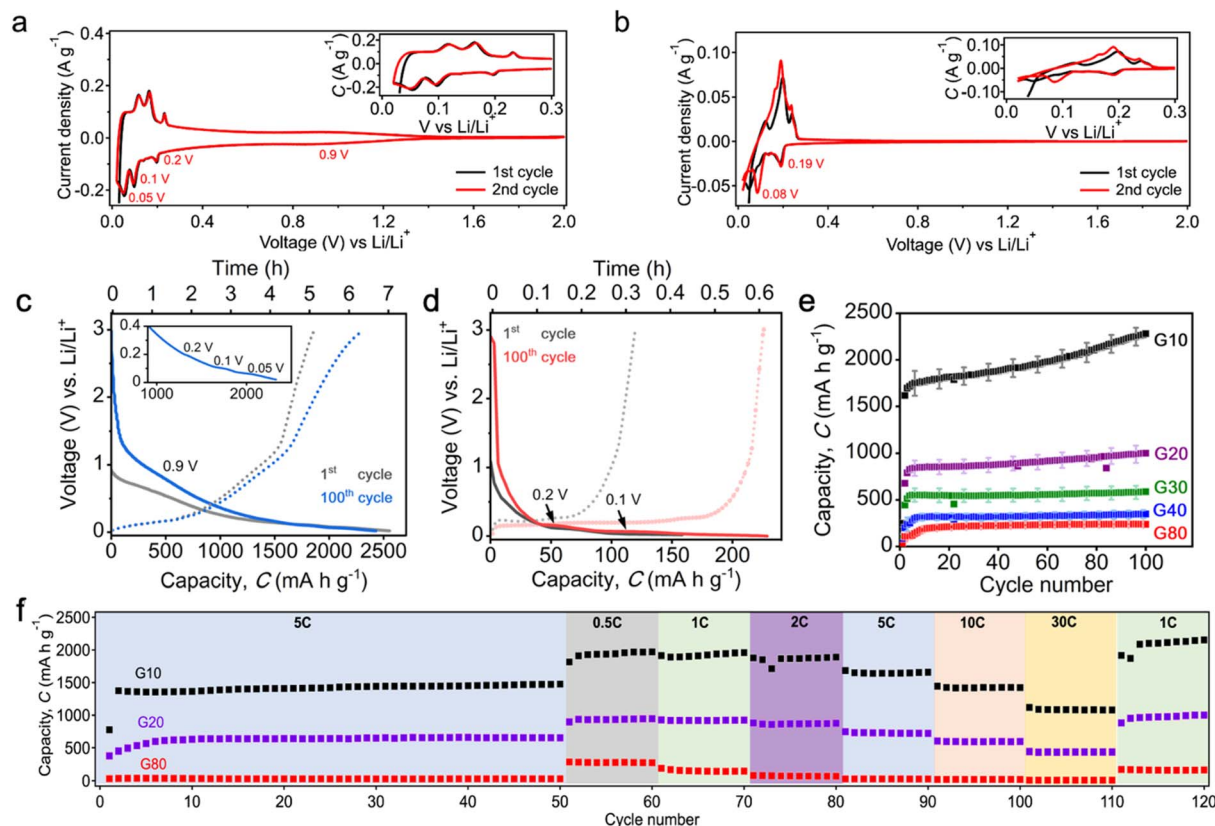 a
Current density (A g⁻¹)
0.4
0.2
0.0
-0.2
0.0
0.4
0.8
1.2
1.6
2.0
Voltage (V) vs Li/Li⁺
0.2 V
0.1 V
0.05 V
0.9 V
1st cycle
2nd cycle
C (A g⁻¹)
0.2
0.0
-0.2
0.0
0.1
0.2
0.3
V vs Li/Li⁺
b
Current density (A g⁻¹)
0.10
0.05
0.00
-0.05
0.0
0.4
0.8
1.2
1.6
2.0
Voltage (V) vs Li/Li⁺
0.19 V
0.08 V
1st cycle
2nd cycle
C (A g⁻¹)
0.10
0.05
0.00
-0.10
0.0
0.1
0.2
0.3
V vs Li/Li⁺
c
Time (h)
0 1 2 3 4 5 6 7
Voltage (V) vs. Li/Li⁺
3
2
1
0
0.4
0.2
0
1000 2000
0.2 V
0.1 V
0.05 V
0.9 V
1ˢᵗ cycle
100ᵗʰ cycle
0 500 1000 1500 2000 2500
Capacity, C (mA h g⁻¹)
d
Time (h)
0 0.1 0.2 0.3 0.4 0.5 0.6
Voltage (V) vs. Li/Li⁺
3
2
1
0
1ˢᵗ cycle
100ᵗʰ cycle
0.2 V
0.1 V
0 50 100 150 200
Capacity, C (mA h g⁻¹)
e
Capacity, C (mA h g⁻¹)
2500
2000
1500
1000
500
0
G10
G20
G30
G40
G80
0 20 40 60 80 100
Cycle number
f
Capacity, C (mA h g⁻¹)
2500
2000
1500
1000
500
0
5C 0.5C 1C 2C 5C 10C 30C 1C
G10
G20
G80
0 10 20 30 40 50 60 70 80 90 100 110 120
Cycle number